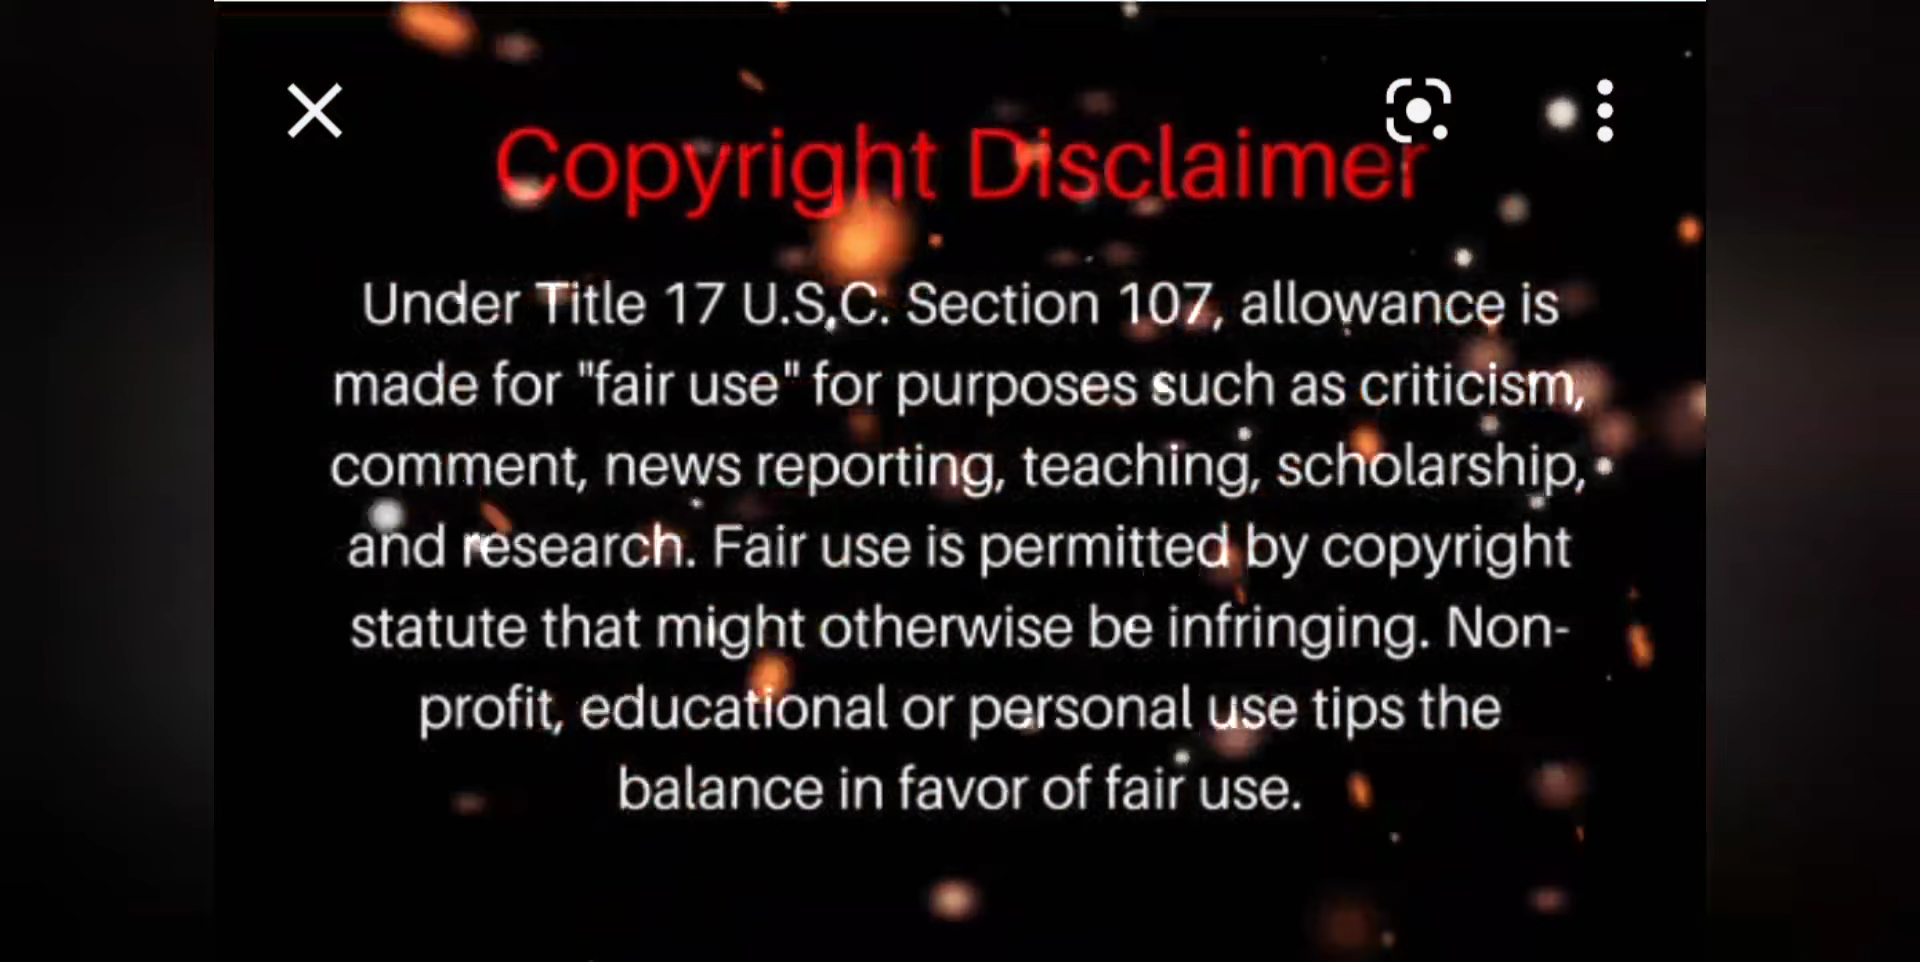 Copyright Disclaimer
Under Title 17 U.S.C. Section 107, allowance is
made for "fair use" for purposes such as criticism,
comment, news reporting, teaching, scholarship,
and research. Fair use is permitted by copyright
statute that might otherwise be infringing. Non-
profit, educational or personal use tips the
balance in favor of fair use.